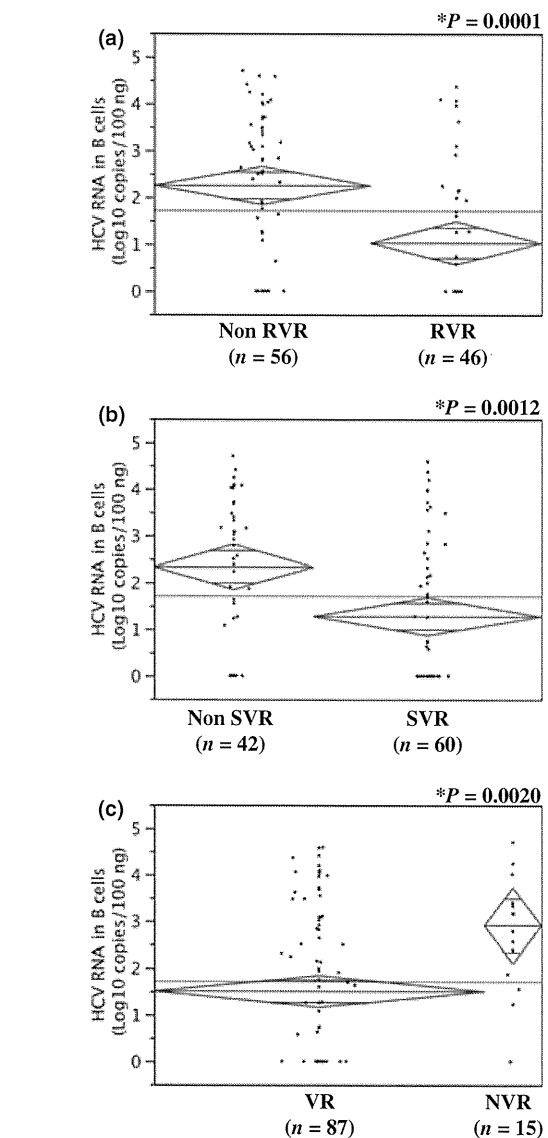 (a)
*P = 0.0001
HCV RNA in B cells
(Log10 copies/100 ng)
5
4
3
2
1
0
Non RVR
(n = 56)
RVR
(n = 46)
(b)
*P = 0.0012
HCV RNA in B cells
(Log10 copies/100 ng)
5
4
3
2
1
0
Non SVR
(n = 42)
SVR
(n = 60)
(c)
*P = 0.0020
HCV RNA in B cells
(Log10 copies/100 ng)
5
4
3
2
1
0
VR
(n = 87)
NVR
(n = 15)